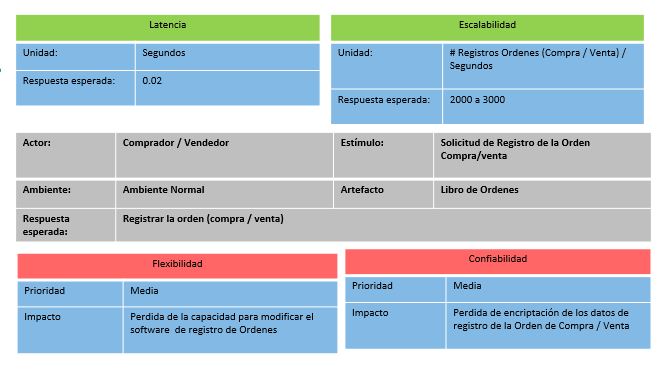 Latencia
Unidad: Segundos
Respuesta esperada: 0.02
Escalabilidad
Unidad: # Registros Ordenes (Compra / Venta) /
Segundos
Respuesta esperada: 2000 a 3000
Actor: Comprador / Vendedor Estímulo: Solicitud de Registro de la Orden
Compra/venta
Ambiente: Ambiente Normal Artefacto Libro de Ordenes
Respuesta Registrar la orden (compra / venta)
esperada:
Flexibilidad
Prioridad Media
Impacto Perdida de la capacidad para modificar el
software de registro de Ordenes
Confiabilidad
Prioridad Media
Impacto Perdida de encriptación de los datos de
registro de la Orden de Compra / Venta